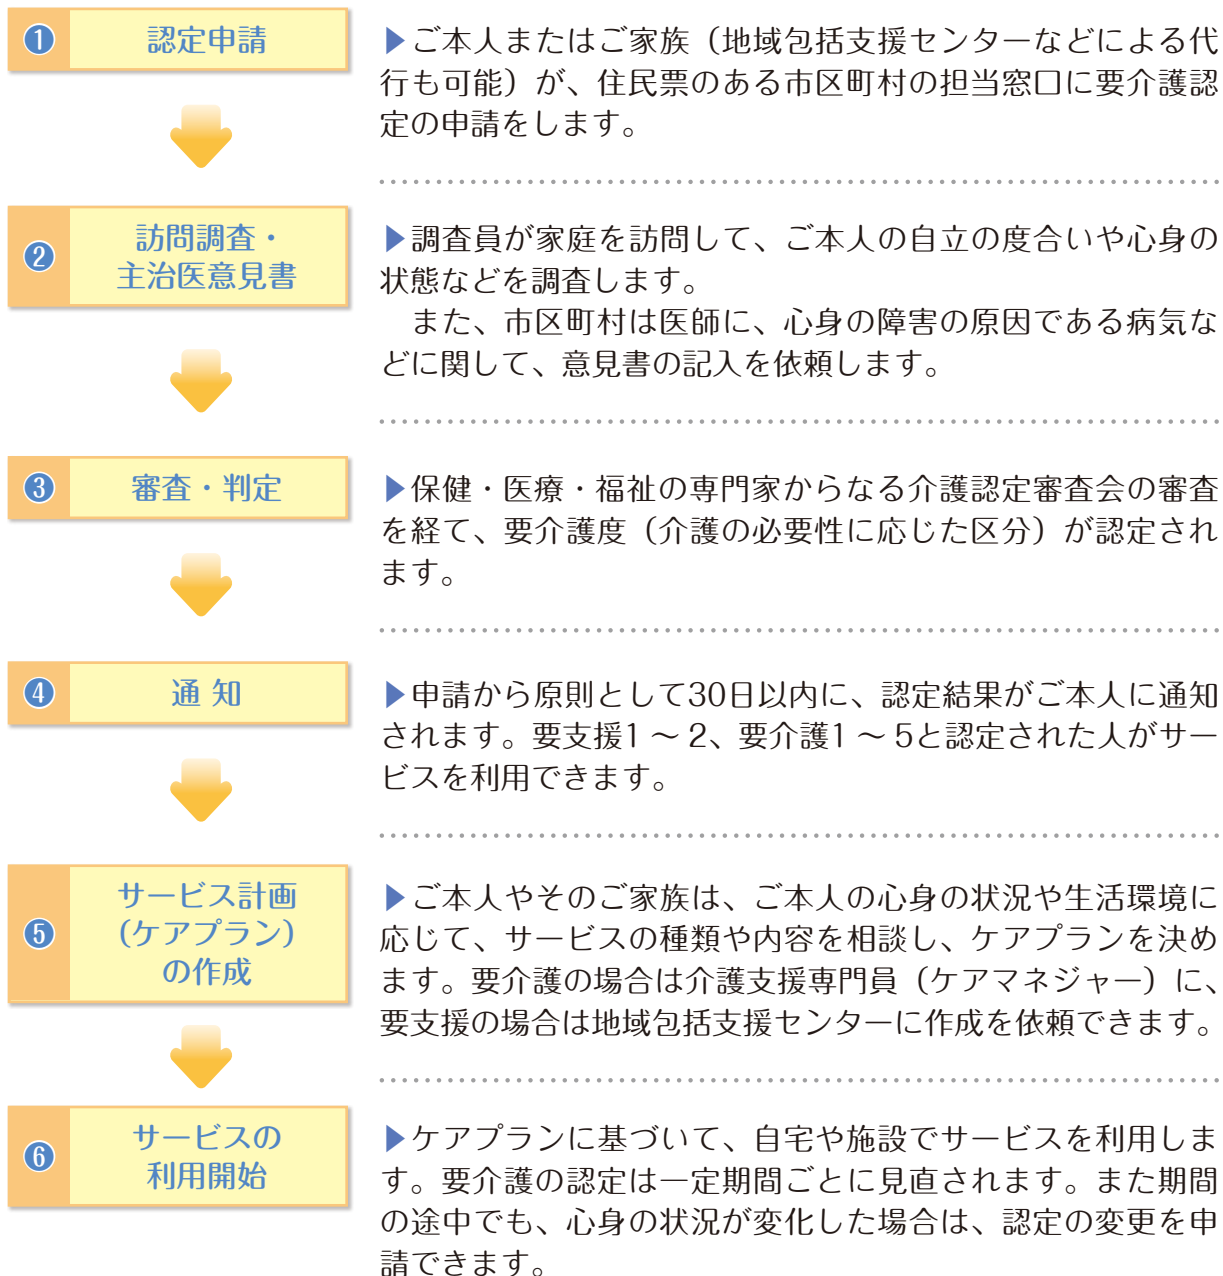 ❶ 認定申請
▶ご本人またはご家族（地域包括支援センターなどによる代
行も可能）が、住民票のある市区町村の担当窓口に要介護認
定の申請をします。
❷ 訪問調査・
主治医意見書
▶調査員が家庭を訪問して、ご本人の自立の度合いや心身の
状態などを調査します。
　また、市区町村は医師に、心身の障害の原因である病気な
どに関して、意見書の記入を依頼します。
❸ 審査・判定
▶保健・医療・福祉の専門家からなる介護認定審査会の審査
を経て、要介護度（介護の必要性に応じた区分）が認定され
ます。
❹ 通 知
▶申請から原則として30日以内に、認定結果がご本人に通知
されます。要支援1 ～ 2、要介護1 ～ 5と認定された人がサー
ビスを利用できます。
❺ サービス計画
（ケアプラン）
の作成
▶ご本人やそのご家族は、ご本人の心身の状況や生活環境に
応じて、サービスの種類や内容を相談し、ケアプランを決め
ます。要介護の場合は介護支援専門員（ケアマネジャー）に、
要支援の場合は地域包括支援センターに作成を依頼できます。
❻ サービスの
利用開始
▶ケアプランに基づいて、自宅や施設でサービスを利用しま
す。要介護の認定は一定期間ごとに見直されます。また期間
の途中でも、心身の状況が変化した場合は、認定の変更を申
請できます。